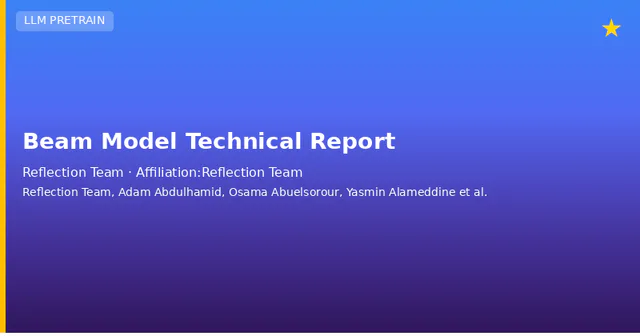 LLM PRETRAIN
Beam Model Technical Report
Reflection Team · Affiliation:Reflection Team
Reflection Team, Adam Abdulhamid, Osama Abuelsorour, Yasmin Alameddine et al.